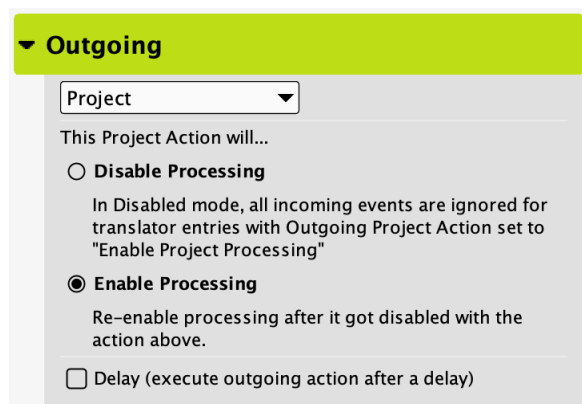 Outgoing
Project
This Project Action will...
Disable Processing
In Disabled mode, all incoming events are ignored for
translator entries with Outgoing Project Action set to
"Enable Project Processing"
Enable Processing
Re-enable processing after it got disabled with the
action above.
Delay (execute outgoing action after a delay)